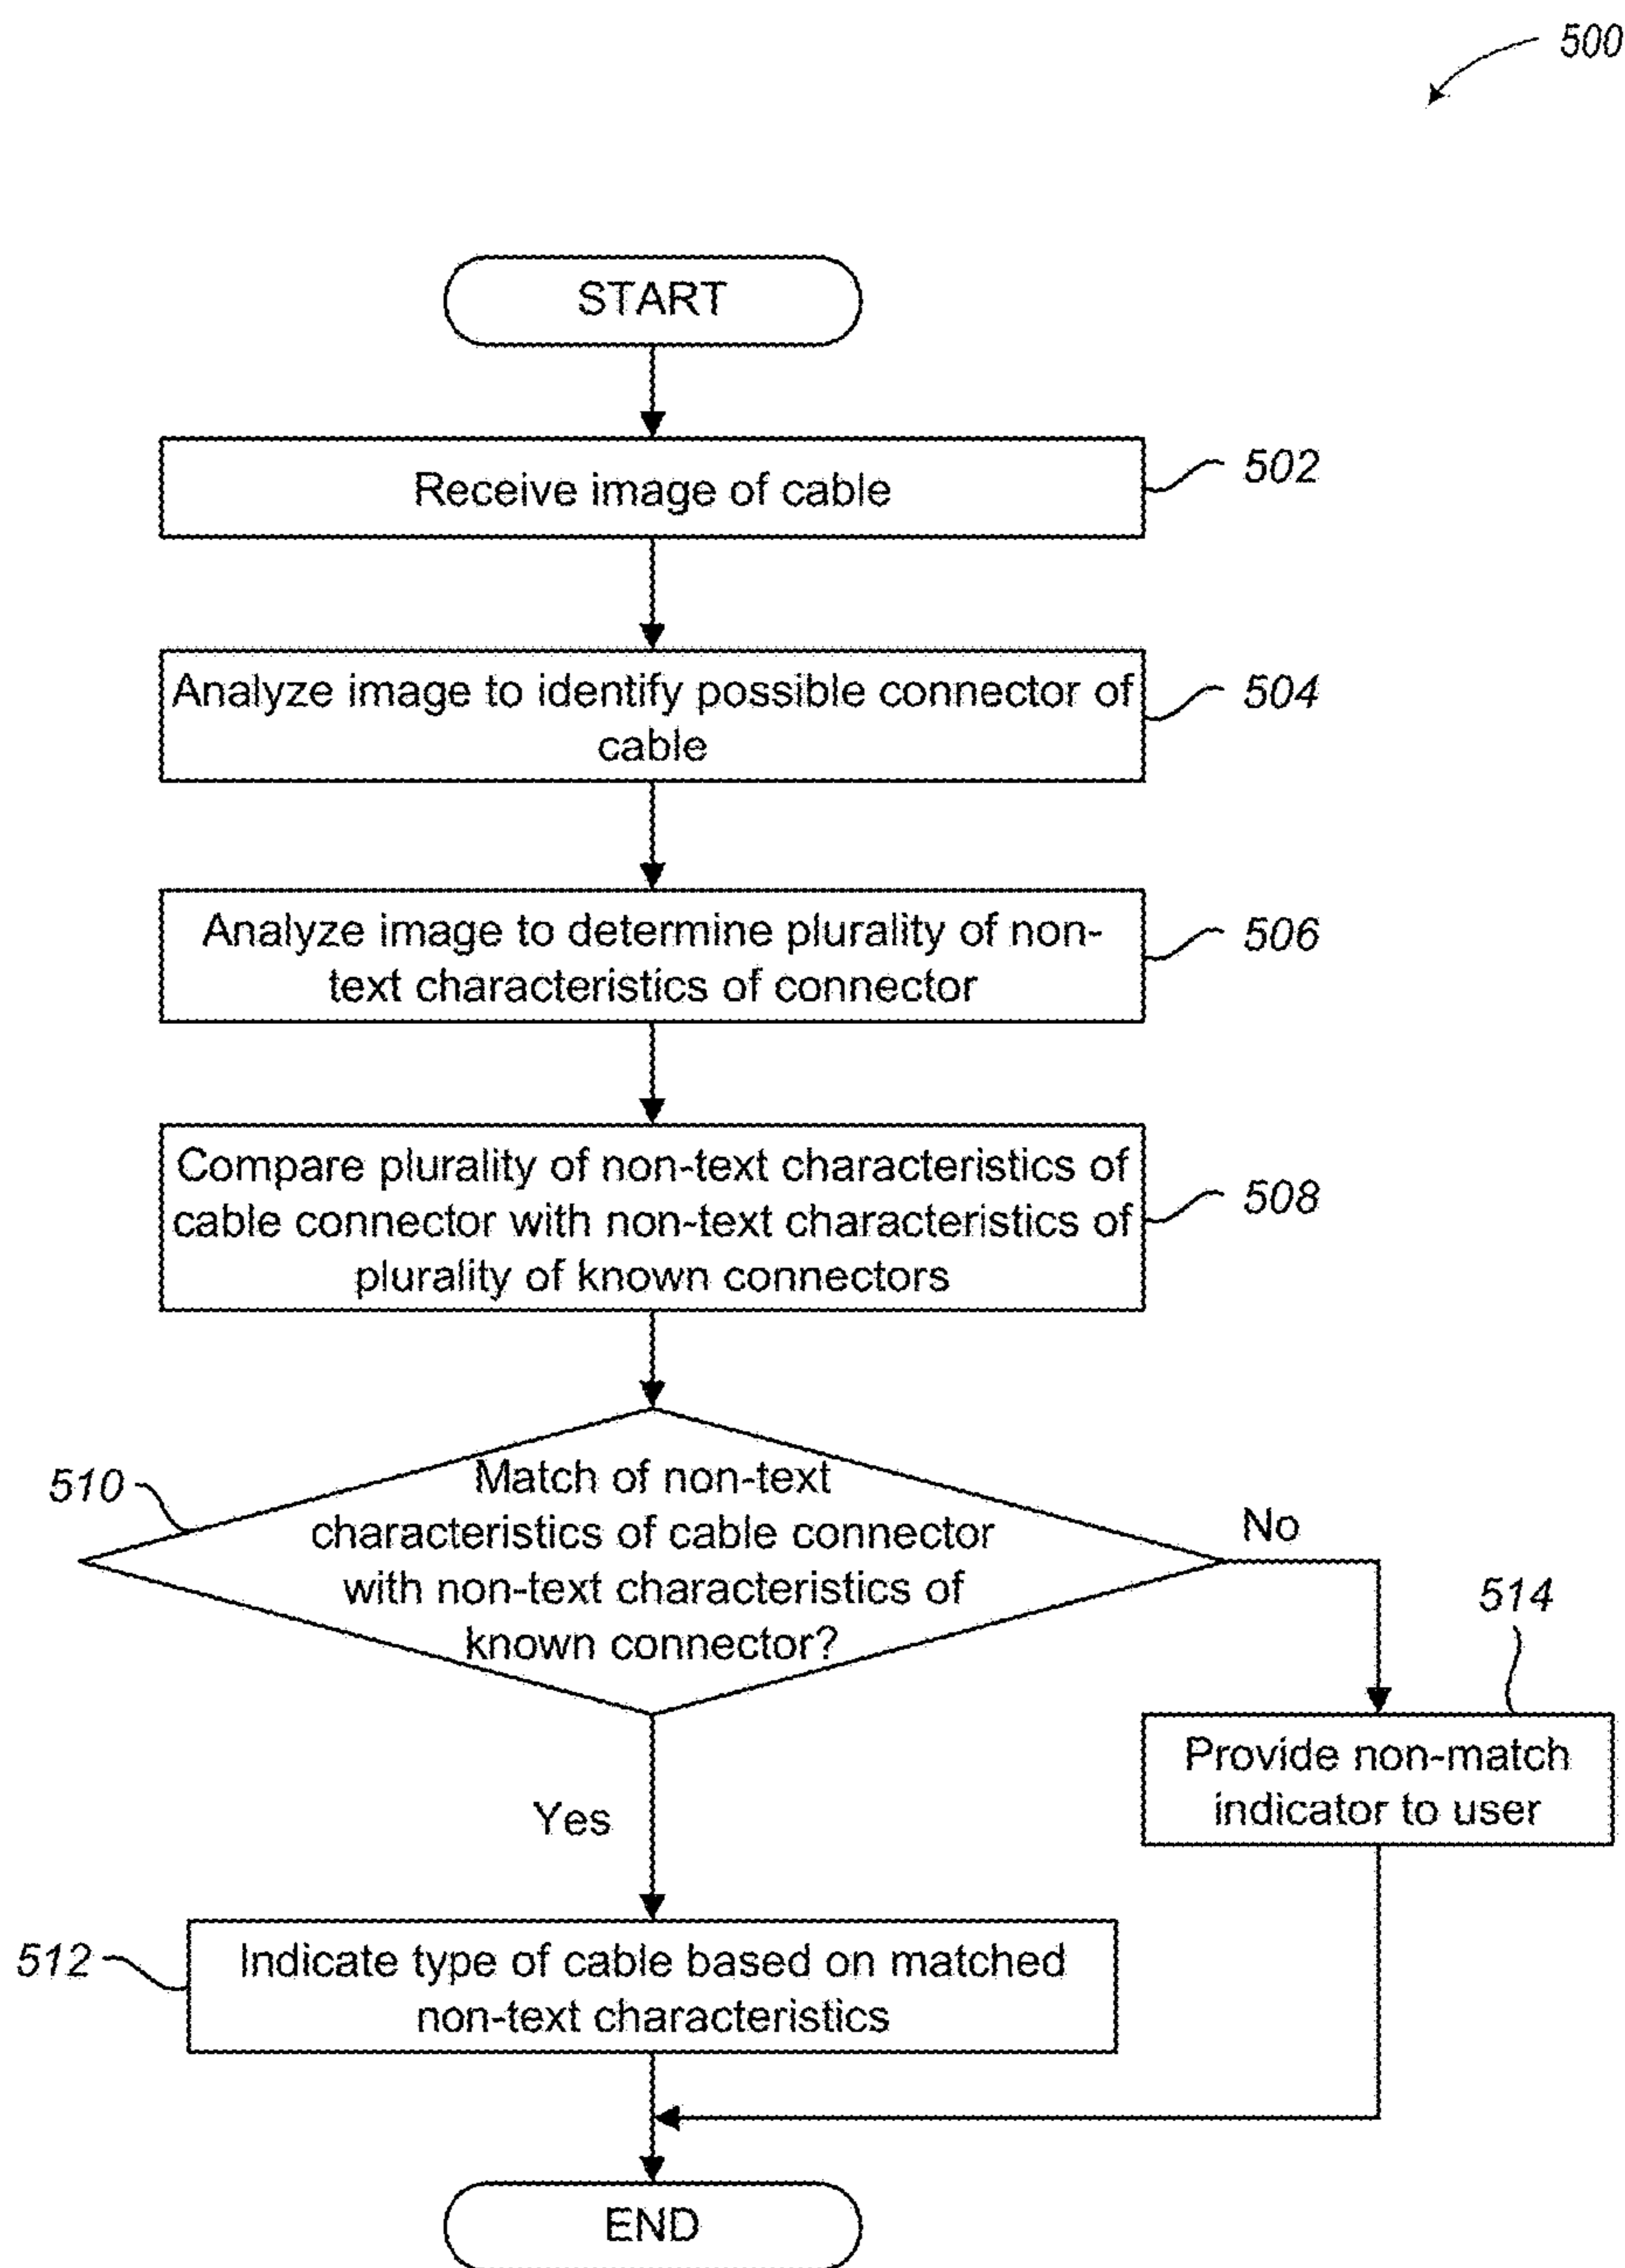 500
START
Receive image of cable
502
Analyze image to identify possible connector of
cable
504
Analyze image to determine plurality of non-
text characteristics of connector
506
Compare plurality of non-text characteristics of
cable connector with non-text characteristics of
plurality of known connectors
508
510
Match of non-text
characteristics of cable connector
with non-text characteristics of
known connector?
No
514
Provide non-match
indicator to user
Yes
512
Indicate type of cable based on matched
non-text characteristics
END